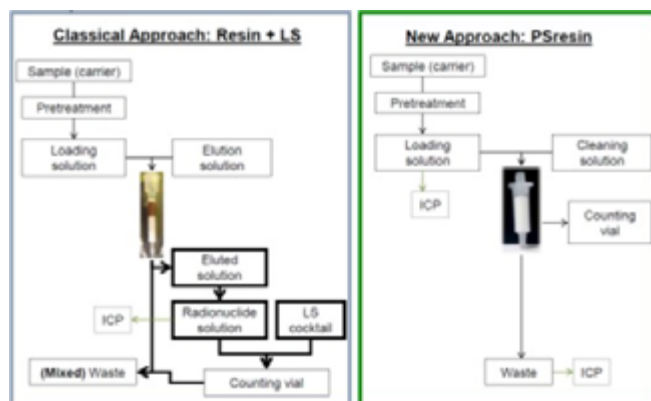 Classical Approach: Resin + LS
Sample (carrier)
Pretreatment
Loading
solution
Elution
solution
Eluted
solution
ICP
Radionuclide
solution
LS
cocktail
(Mixed) Waste
Counting vial
New Approach: PSresin
Sample (carrier)
Pretreatment
Loading
solution
Cleaning
solution
ICP
Counting
vial
Waste
ICP